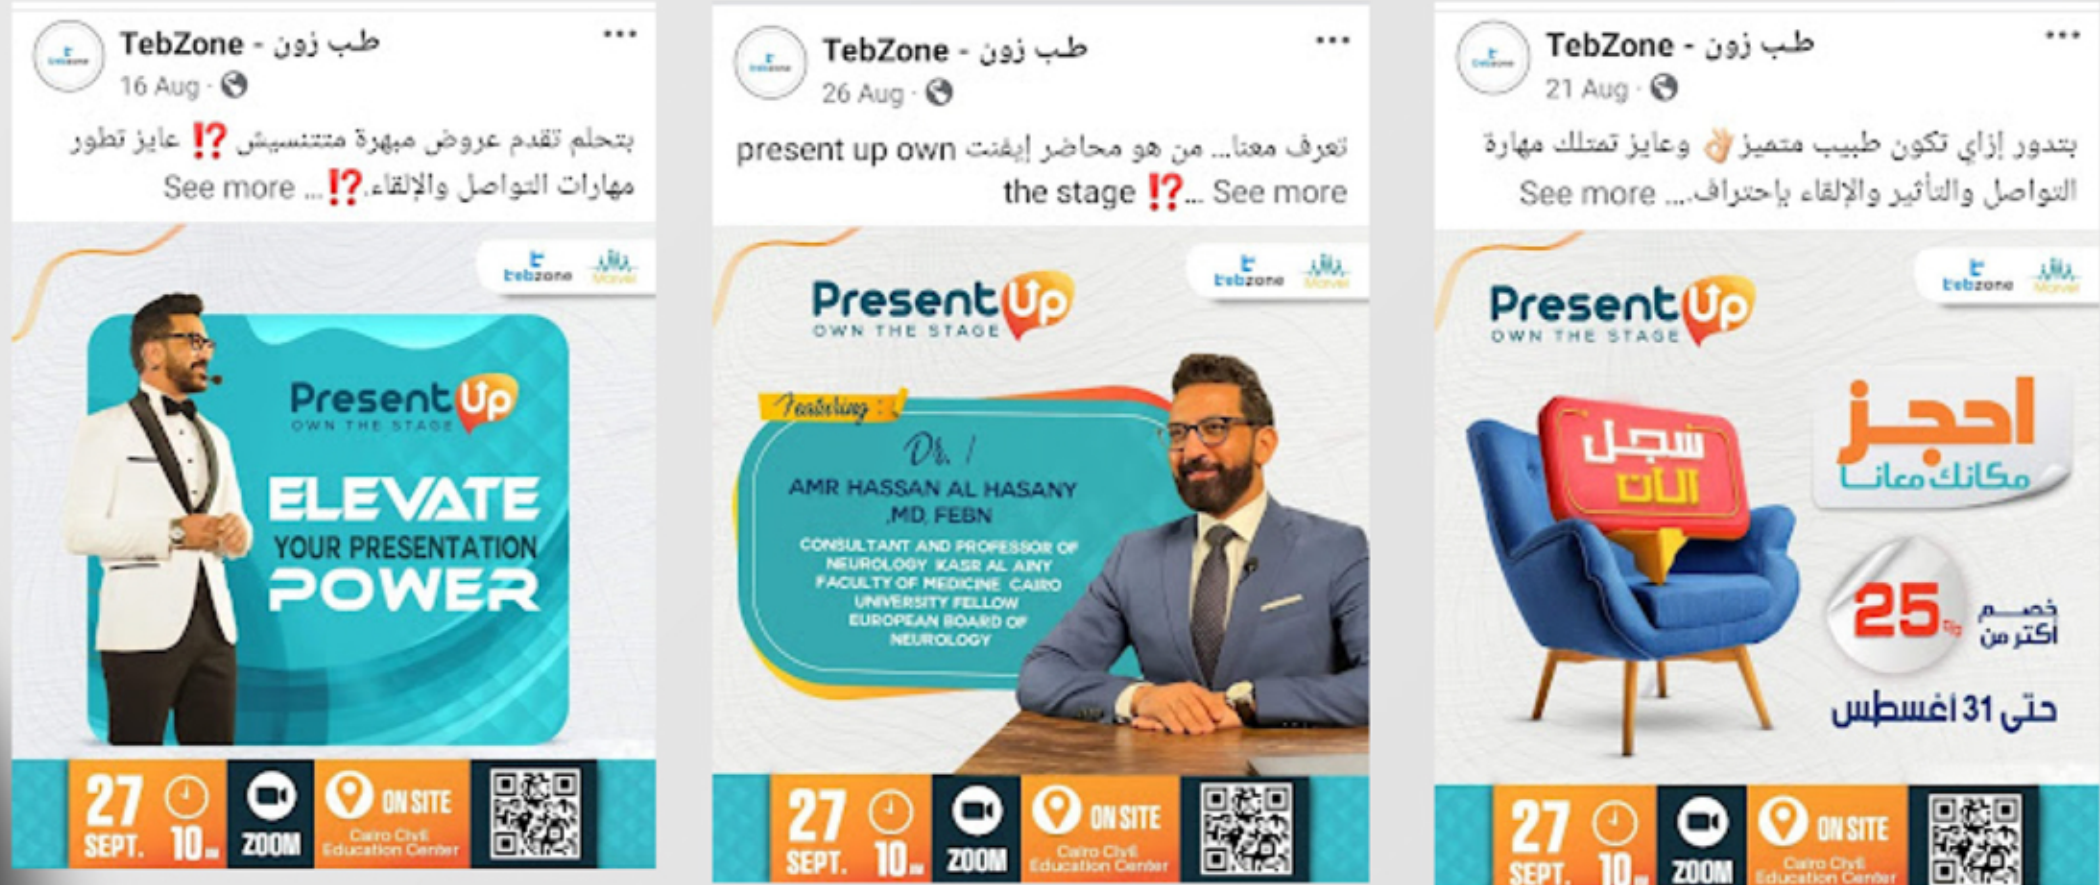 TebZone - طب زون
16 Aug
بتحلم تقدم عروض مبهرة متتنسيش ⁉️ عايز تطور
مهارات التواصل والإلقاء.⁉️... See more
tebzone
Marvel
Present Up
OWN THE STAGE
ELEVATE
YOUR PRESENTATION
POWER
27
SEPT.
10
ZOOM
ON SITE
Cairo Civil
Education Center
TebZone - طب زون
26 Aug
تعرف معنا... من هو محاضر إيفنت present up own
the stage ⁉️... See more
tebzone
Marvel
Present Up
OWN THE STAGE
Featuring :
Dr. /
AMR HASSAN AL HASANY
,MD, FEBN
CONSULTANT AND PROFESSOR OF
NEUROLOGY KASR AL AINY
FACULTY OF MEDICINE CAIRO
UNIVERSITY FELLOW
EUROPEAN BOARD OF
NEUROLOGY
27
SEPT.
10
ZOOM
ON SITE
Cairo Civil
Education Center
TebZone - طب زون
21 Aug
بتدور إزاي تكون طبيب متميز👌 وعايز تمتلك مهارة
التواصل والتأثير والإلقاء بإحتراف.... See more
tebzone
Marvel
Present Up
OWN THE STAGE
احجز
مكانك معانا
سجل
الآن
خصم
اكتر من
25%
حتى 31 أغسطس
27
SEPT.
10
ZOOM
ON SITE
Cairo Civil
Education Center